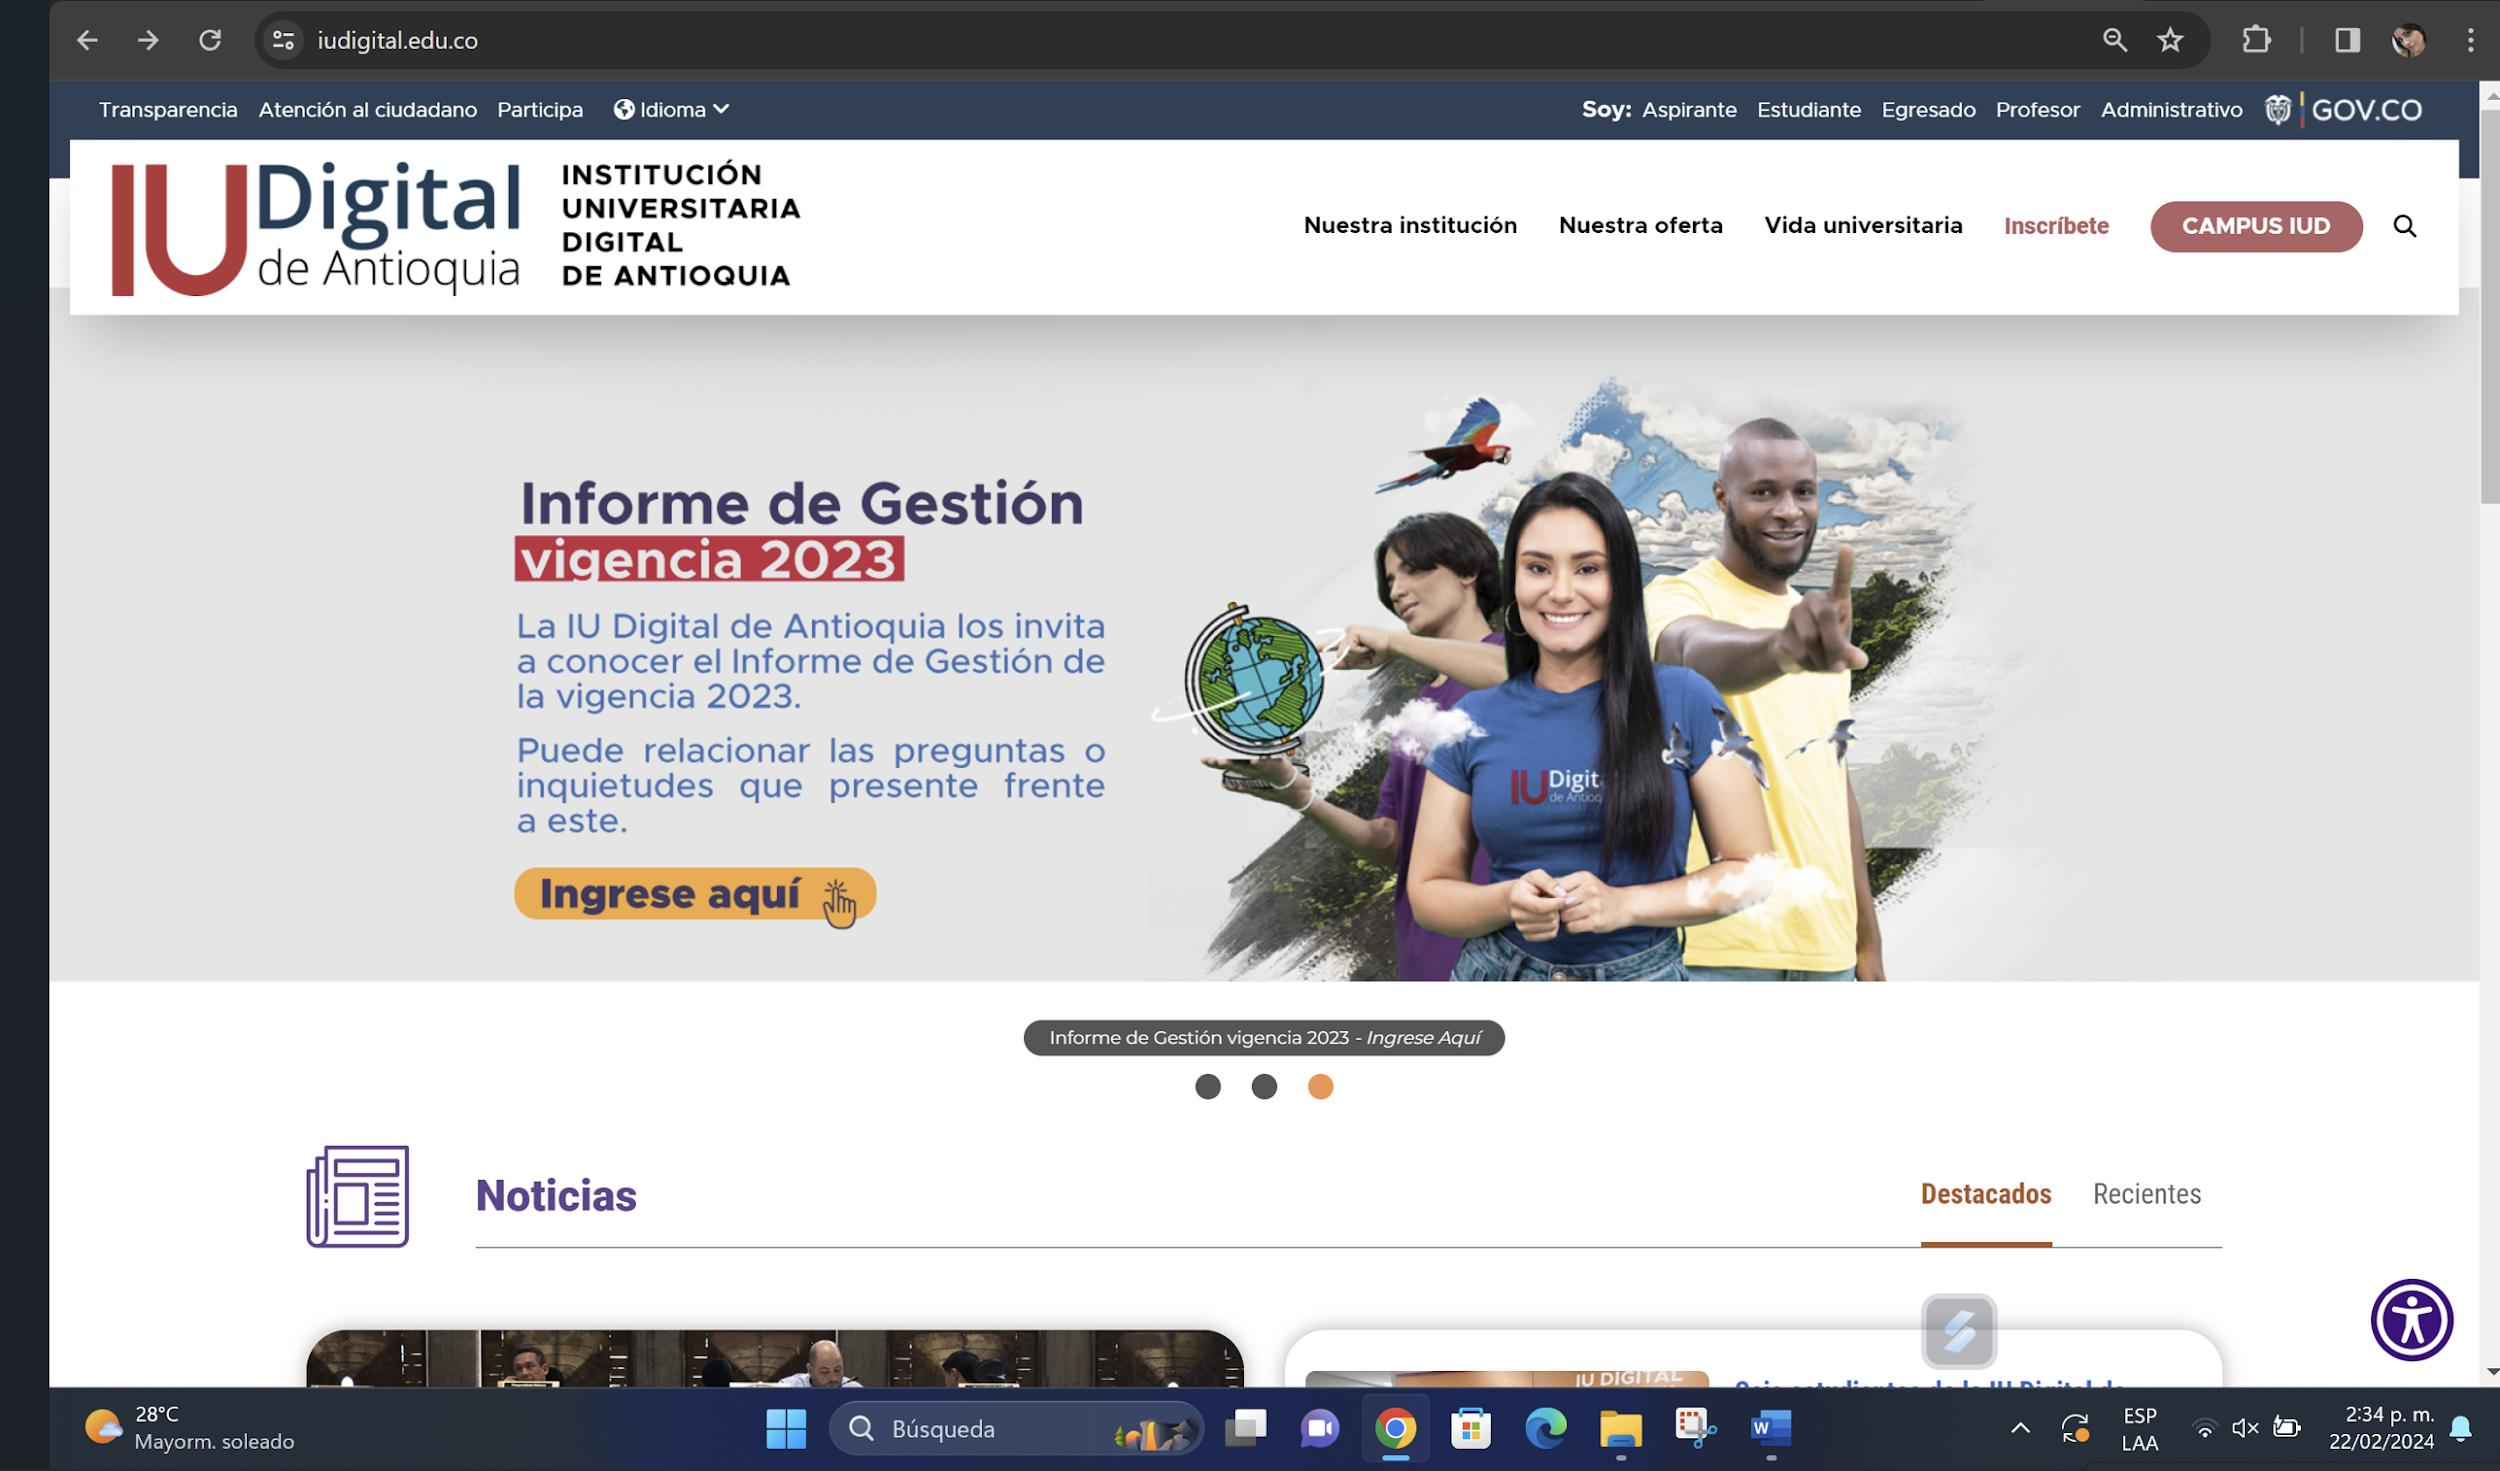 iudigital.edu.co
Transparencia Atención al ciudadano Participa Idioma
Soy: Aspirante Estudiante Egresado Profesor Administrativo GOV.CO
IU Digital
de Antioquia
INSTITUCIÓN
UNIVERSITARIA
DIGITAL
DE ANTIOQUIA
Nuestra institución Nuestra oferta Vida universitaria Inscríbete CAMPUS IUD
Informe de Gestión
vigencia 2023
La IU Digital de Antioquia los invita
a conocer el Informe de Gestión de
la vigencia 2023.
Puede relacionar las preguntas o
inquietudes que presente frente
a este.
Ingrese aquí
IU Digit
de Antioq
Informe de Gestión vigencia 2023 - Ingrese Aquí
Noticias
Destacados Recientes
IU DIGITAL
28°C
Mayorm. soleado
Búsqueda
W
ESP
LAA
2:34 p. m.
22/02/2024